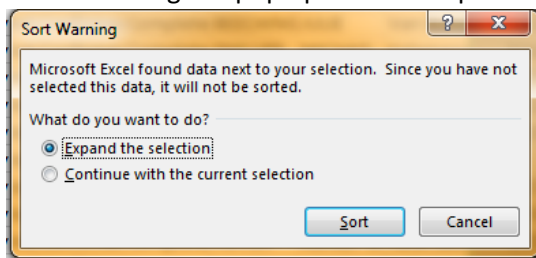 Sort Warning
Microsoft Excel found data next to your selection. Since you have not
selected this data, it will not be sorted.
What do you want to do?
Expand the selection
Continue with the current selection
Sort Cancel